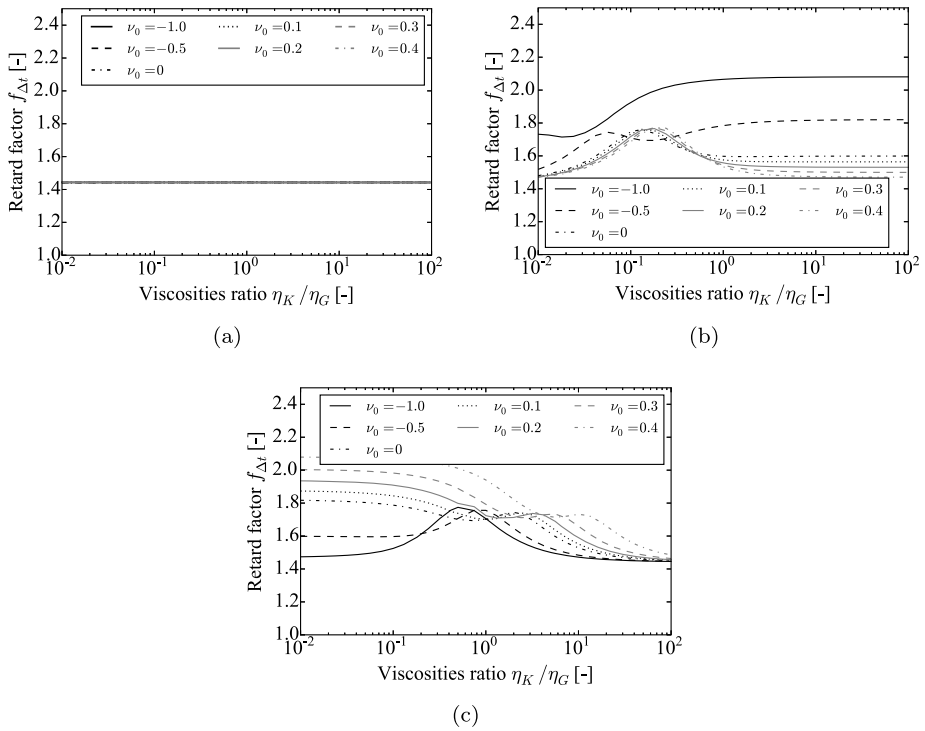 2.4
2.2
2.0
1.8
1.6
1.4
1.2
1.0
Retard factor f_Δt [-]
ν₀ = −1.0 ν₀ = 0.1 ν₀ = 0.3
ν₀ = −0.5 ν₀ = 0.2 ν₀ = 0.4
ν₀ = 0
10⁻² 10⁻¹ 10⁰ 10¹ 10²
Viscosities ratio η_K/η_G [-]
(a)
2.4
2.2
2.0
1.8
1.6
1.4
1.2
1.0
Retard factor f_Δt [-]
ν₀ = −1.0 ν₀ = 0.1 ν₀ = 0.3
ν₀ = −0.5 ν₀ = 0.2 ν₀ = 0.4
ν₀ = 0
10⁻² 10⁻¹ 10⁰ 10¹ 10²
Viscosities ratio η_K/η_G [-]
(b)
2.4
2.2
2.0
1.8
1.6
1.4
1.2
1.0
Retard factor f_Δt [-]
ν₀ = −1.0 ν₀ = 0.1 ν₀ = 0.3
ν₀ = −0.5 ν₀ = 0.2 ν₀ = 0.4
ν₀ = 0
10⁻² 10⁻¹ 10⁰ 10¹ 10²
Viscosities ratio η_K/η_G [-]
(c)